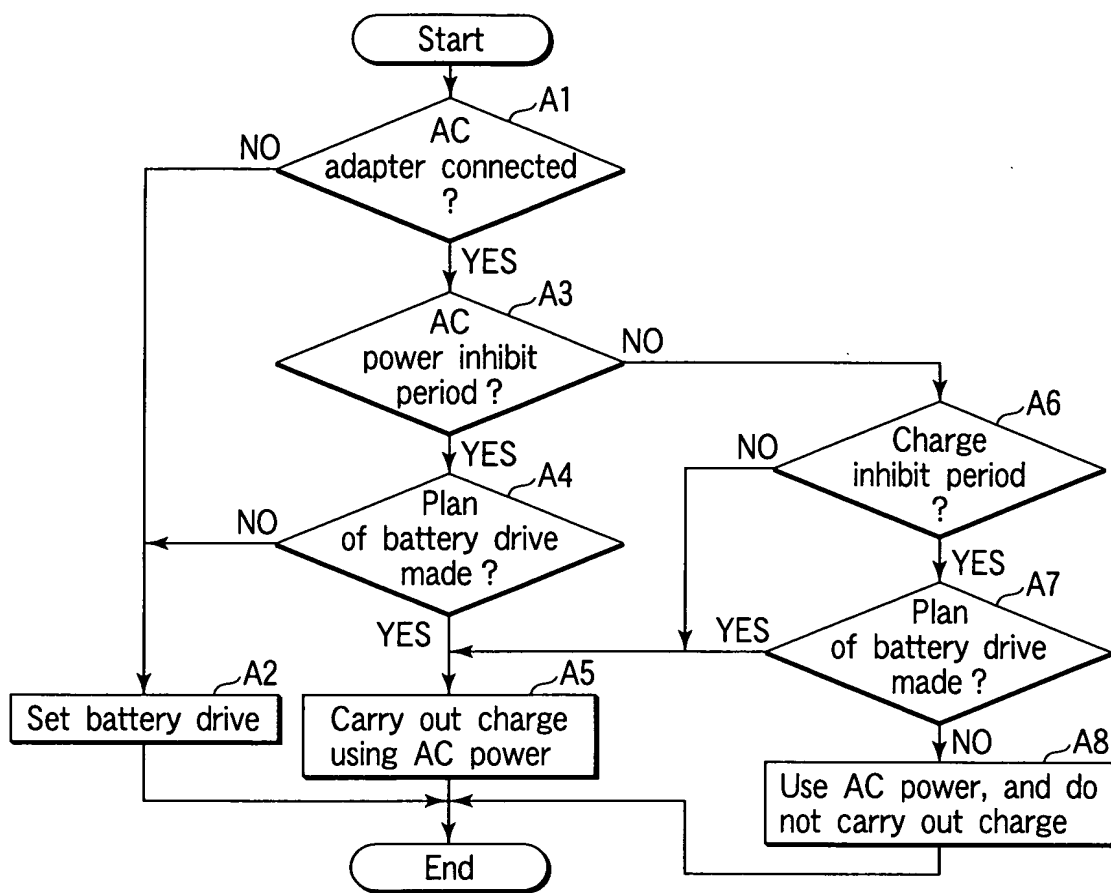 Start
A1
AC
adapter connected
?
NO
YES
A3
AC
power inhibit
period ?
NO
YES
A6
Charge
inhibit period
?
NO
YES
A4
Plan
of battery drive
made ?
NO
YES
A7
Plan
of battery drive
made ?
YES
NO
A2
Set battery drive
A5
Carry out charge
using AC power
A8
Use AC power, and do
not carry out charge
End